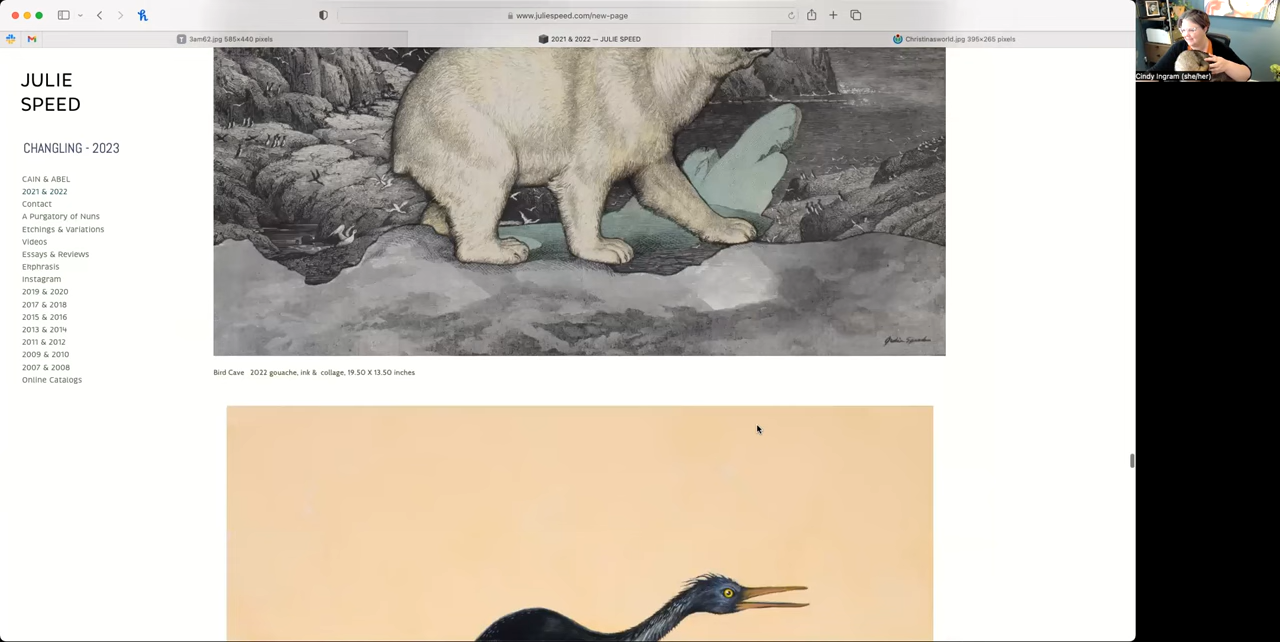 www.juliespeed.com/new-page
3am62.jpg 585×440 pixels
2021 & 2022 — JULIE SPEED
Christinasworld.jpg 395×265 pixels
Cindy Ingram (she/her)
JULIE
SPEED
CHANGLING - 2023
CAIN & ABEL
2021 & 2022
Contact
A Purgatory of Nuns
Etchings & Variations
Videos
Essays & Reviews
Ekphrasis
Instagram
2019 & 2020
2017 & 2018
2015 & 2016
2013 & 2014
2011 & 2012
2009 & 2010
2007 & 2008
Online Catalogs
Julie Speed
Bird Cave 2022 gouache, ink & collage, 19.50 X 13.50 inches